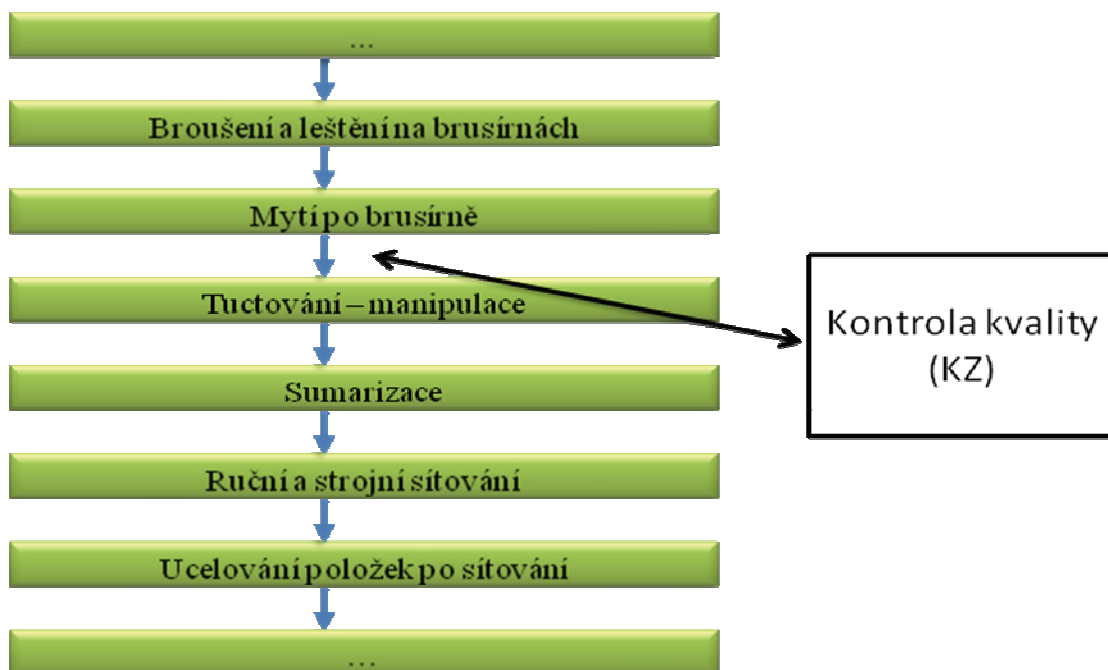 ...
Broušení a leštění na brusírnách
Mytí po brusírně
Tuctování – manipulace
Sumarizace
Ruční a strojní sítování
Ucelování položek po sítování
...
Kontrola kvality
(KZ)